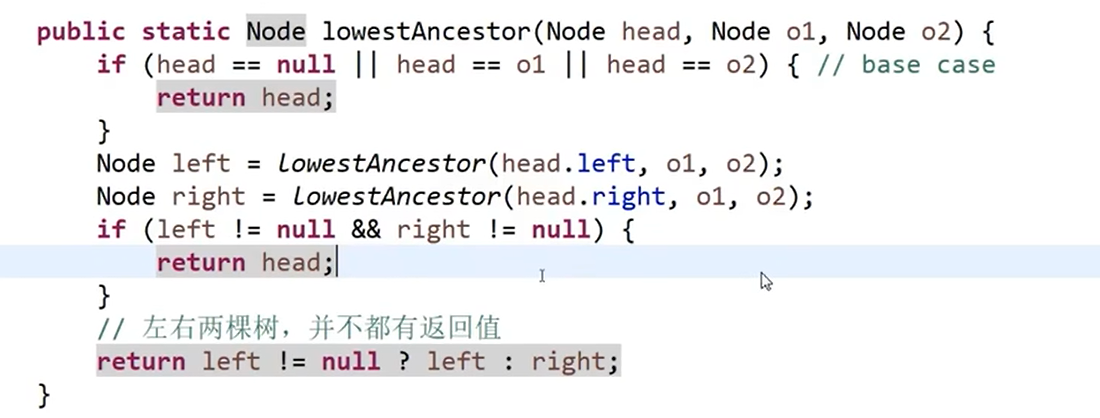 public static Node lowestAncestor(Node head, Node o1, Node o2) {
if (head == null || head == o1 || head == o2) { // base case
return head;
}
Node left = lowestAncestor(head.left, o1, o2);
Node right = lowestAncestor(head.right, o1, o2);
if (left != null && right != null) {
return head;
}
// 左右两棵树，并不都有返回值
return left != null ? left : right;
}